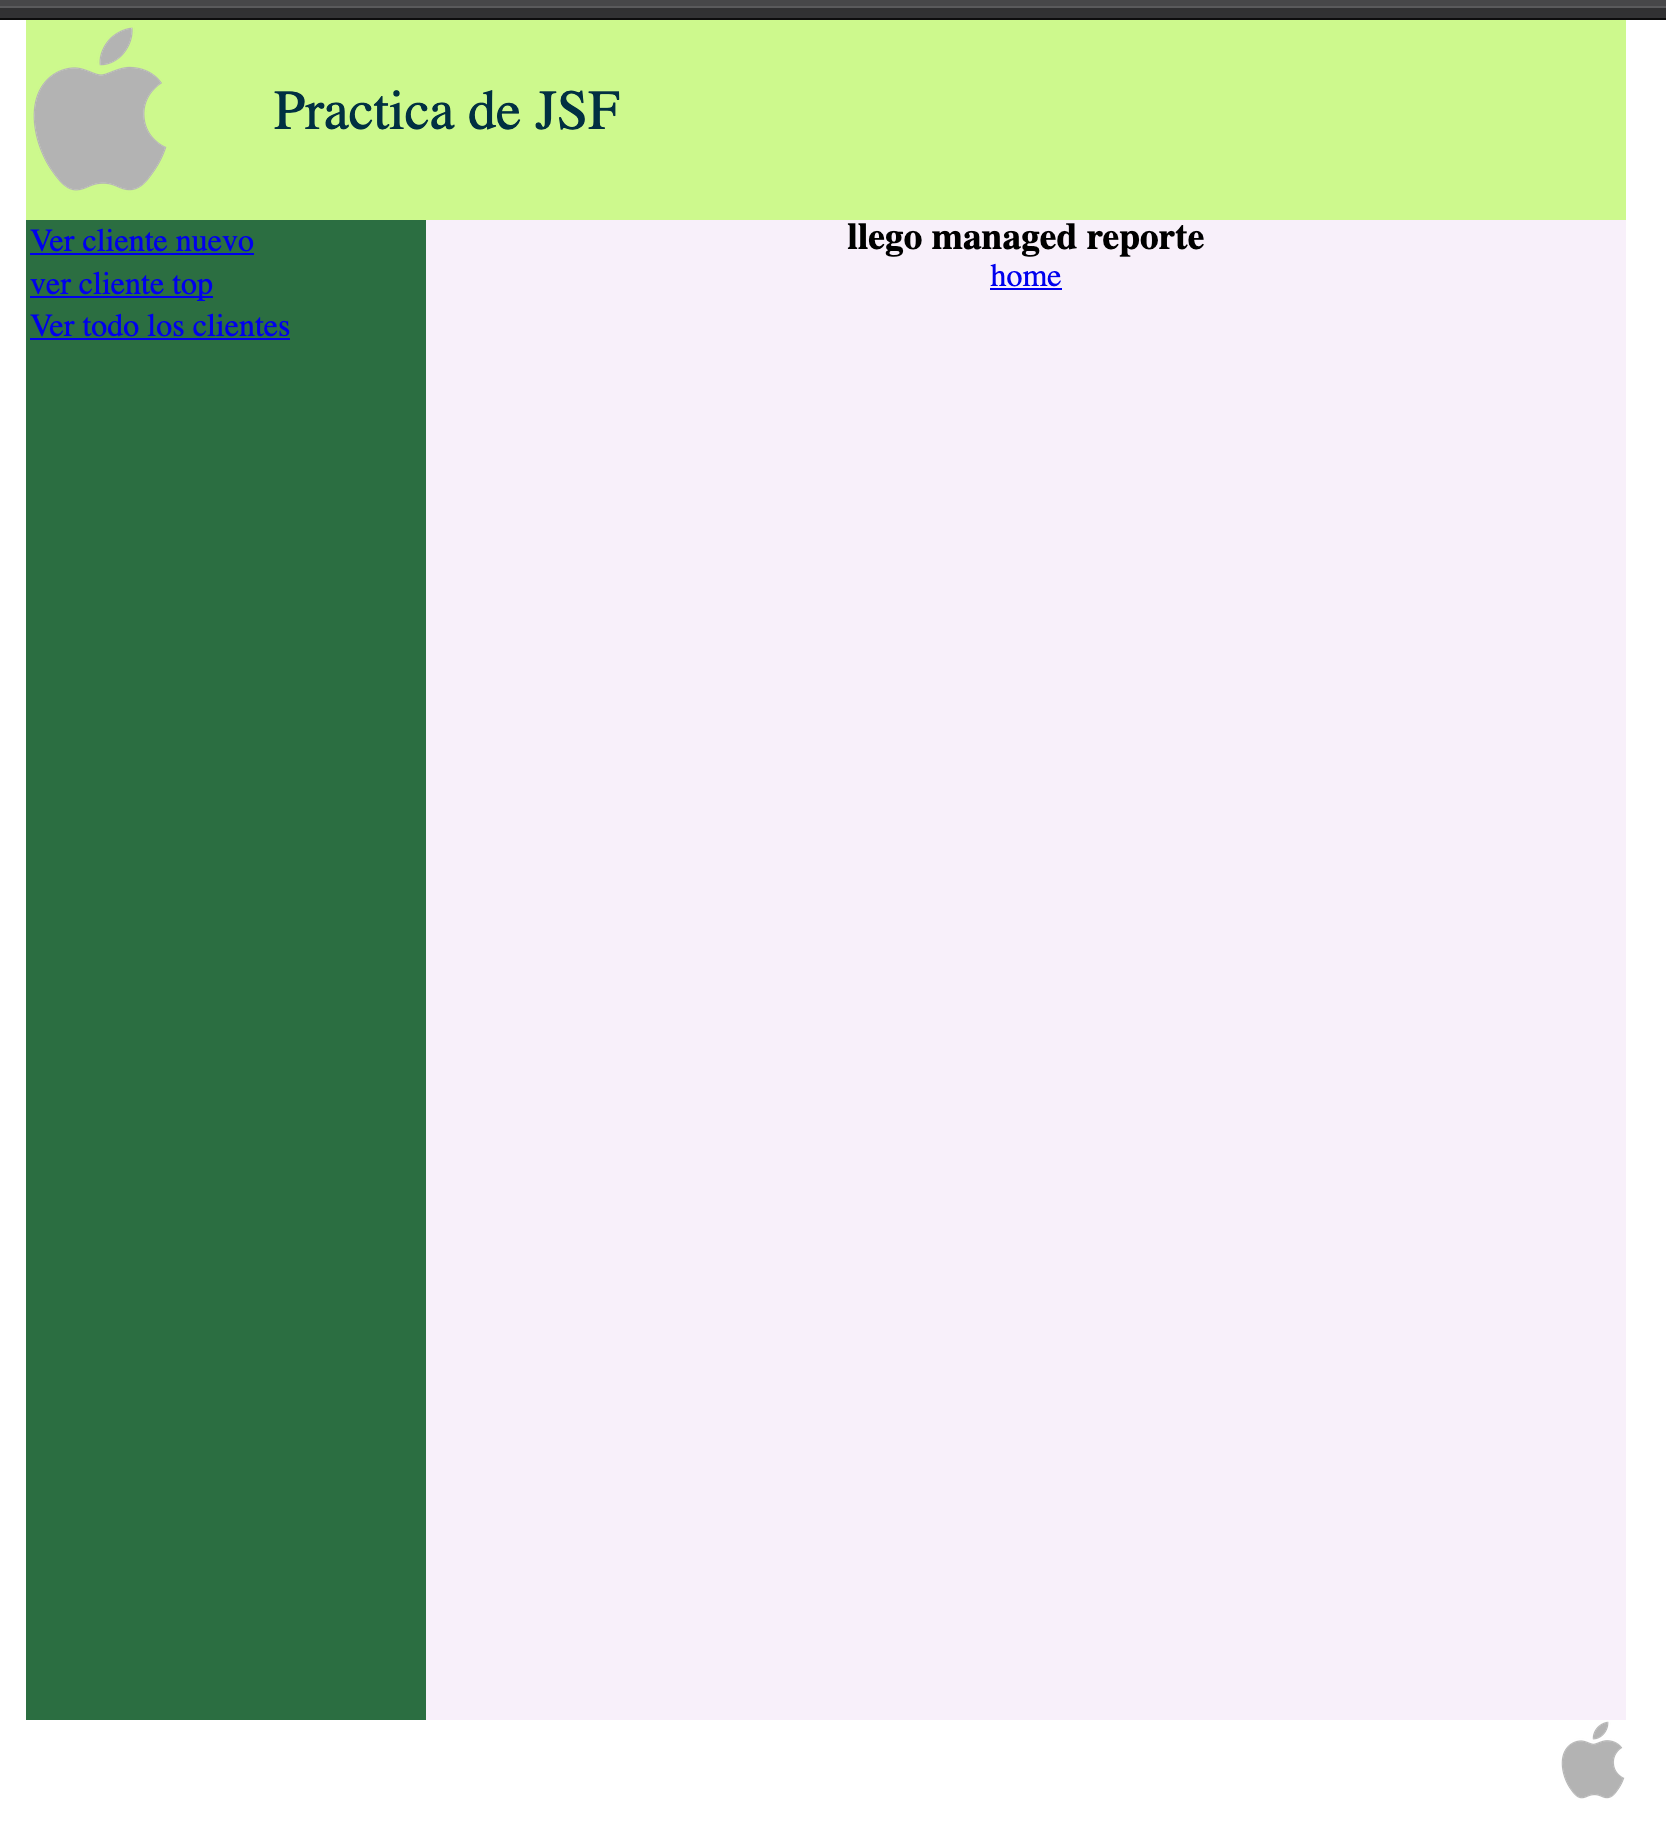 Practica de JSF
Ver cliente nuevo
ver cliente top
Ver todo los clientes
llego managed reporte
home